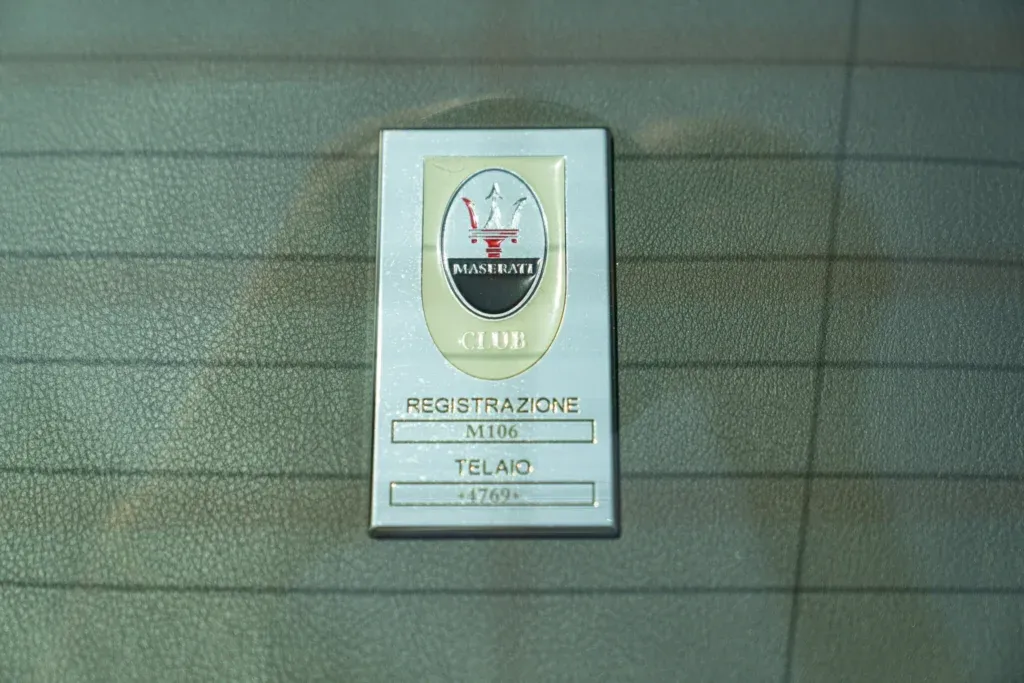 MASERATI
CLUB
REGISTRAZIONE
M106
TELAIO
•4769•